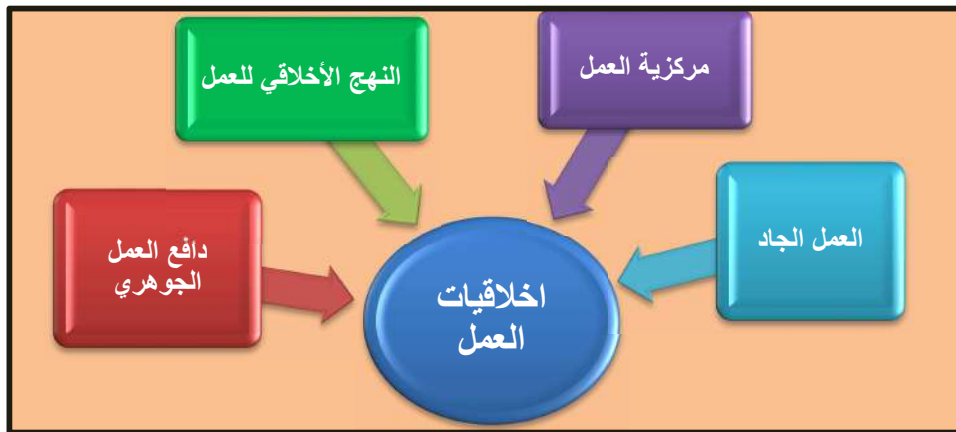 مركزية العمل
النهج الأخلاقي للعمل
العمل الجاد
دافع العمل
الجوهري
اخلاقيات
العمل